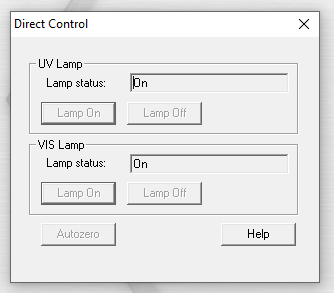 Direct Control
UV Lamp
Lamp status: On
Lamp On Lamp Off
VIS Lamp
Lamp status: On
Lamp On Lamp Off
Autozero Help